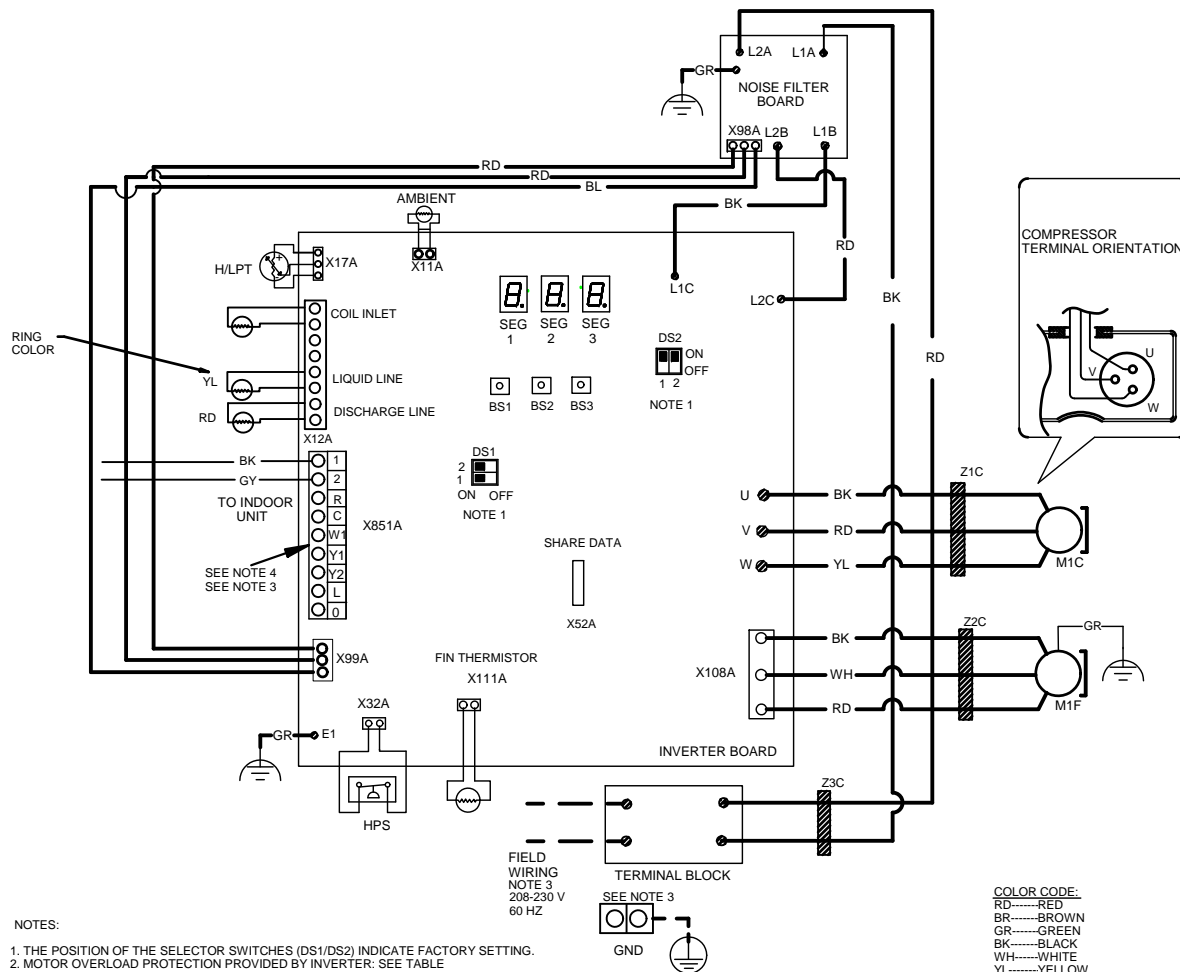 L2A
L1A
GR
NOISE FILTER
BOARD
X98A
L2B
L1B
RD
RD
BL
BK
RD
BK
RD
AMBIENT
X11A
H/LPT
X17A
COMPRESSOR
TERMINAL ORIENTATION
U
V
W
L1C
L2C
COIL INLET
RING
COLOR
YL
LIQUID LINE
RD
DISCHARGE LINE
X12A
SEG
1
SEG
2
SEG
3
DS2
ON
OFF
1 2
NOTE 1
BS1
BS2
BS3
DS1
2
1
ON OFF
NOTE 1
BK
GY
TO INDOOR
UNIT
1
2
R
C
W1
Y1
Y2
L
0
X851A
SEE NOTE 4
SEE NOTE 3
SHARE DATA
X52A
U
BK
V
RD
W
YL
Z1C
M1C
X108A
BK
WH
RD
Z2C
GR
M1F
X99A
FIN THERMISTOR
X111A
X32A
GR
E1
HPS
INVERTER BOARD
Z3C
FIELD
WIRING
NOTE 3
208-230 V
60 HZ
TERMINAL BLOCK
SEE NOTE 3
GND
COLOR CODE:
RD-------RED
BR-------BROWN
GR-------GREEN
BK-------BLACK
WH------WHITE
YL-------YELLOW
NOTES:
1. THE POSITION OF THE SELECTOR SWITCHES (DS1/DS2) INDICATE FACTORY SETTING.
2. MOTOR OVERLOAD PROTECTION PROVIDED BY INVERTER: SEE TABLE